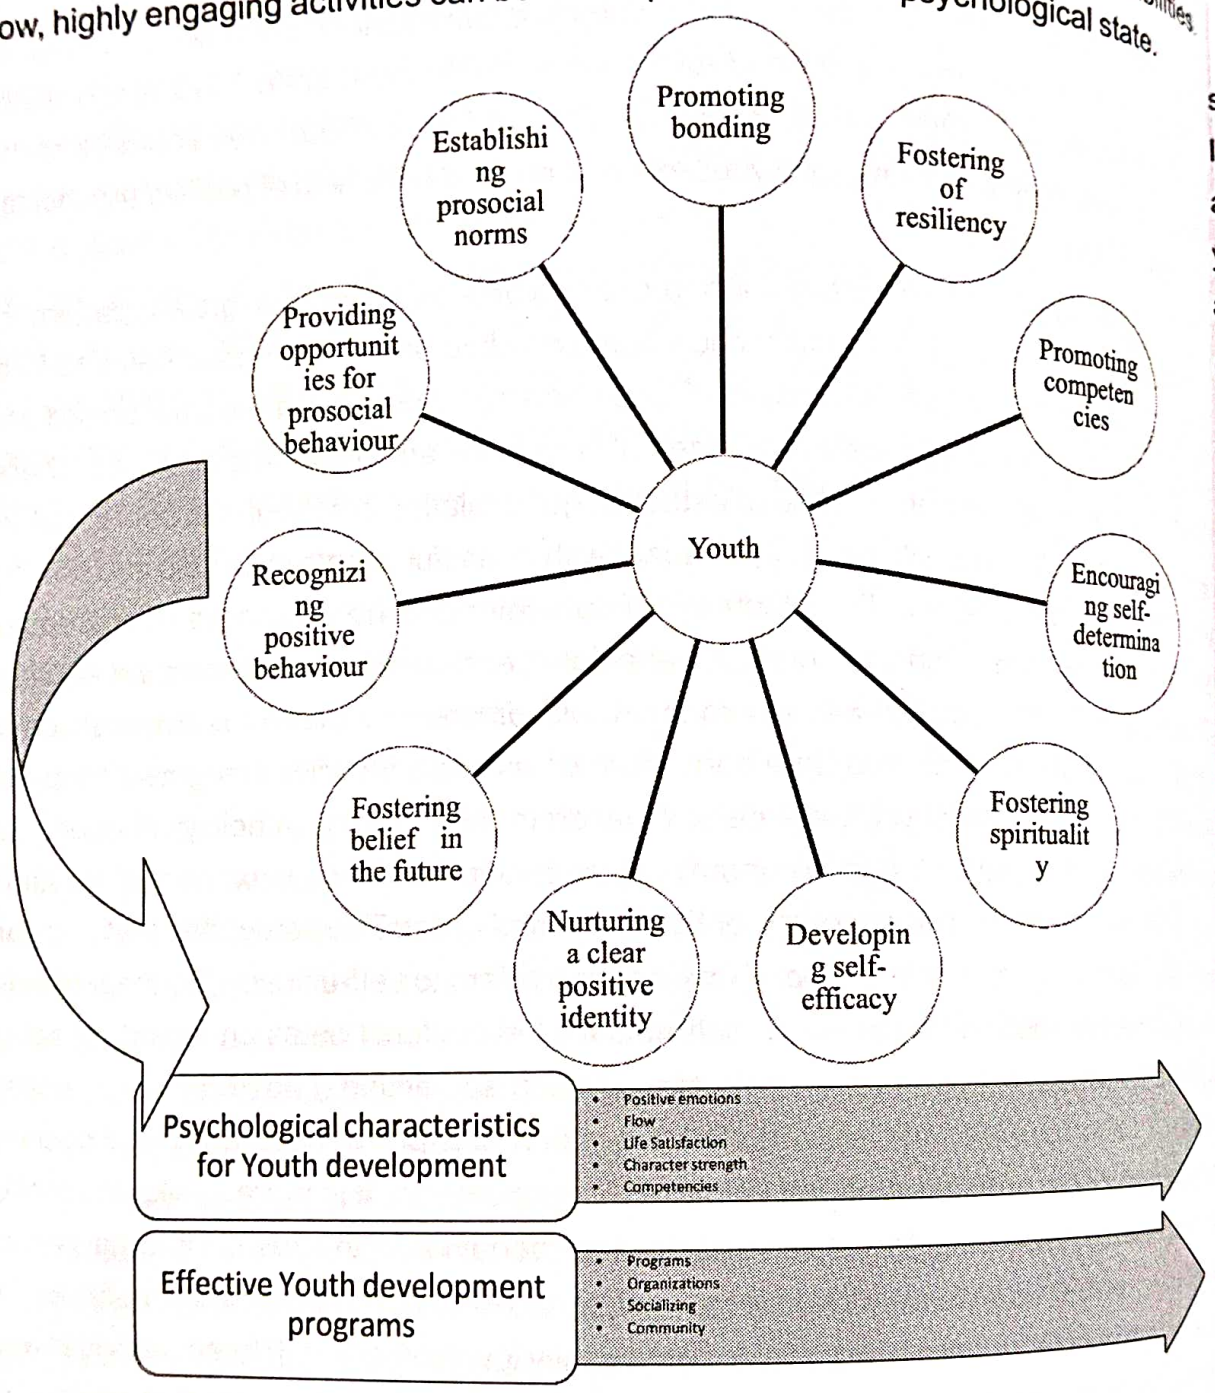 ow, highly engaging activities can
psychological state.
Promoting
bonding
Establishi
ng
prosocial
norms
Fostering
of
resiliency
Providing
opportunit
ies for
prosocial
behaviour
Promoting
competen
cies
Youth
Recognizi
ng
positive
behaviour
Encouragi
ng self-
determina
tion
Fostering
belief in
the future
Fostering
spiritualit
y
Nurturing
a clear
positive
identity
Developin
g self-
efficacy
Psychological characteristics
for Youth development
• Positive emotions
• Flow
• Life Satisfaction
• Character strength
• Competencies
Effective Youth development
programs
• Programs
• Organizations
• Socializing
• Community